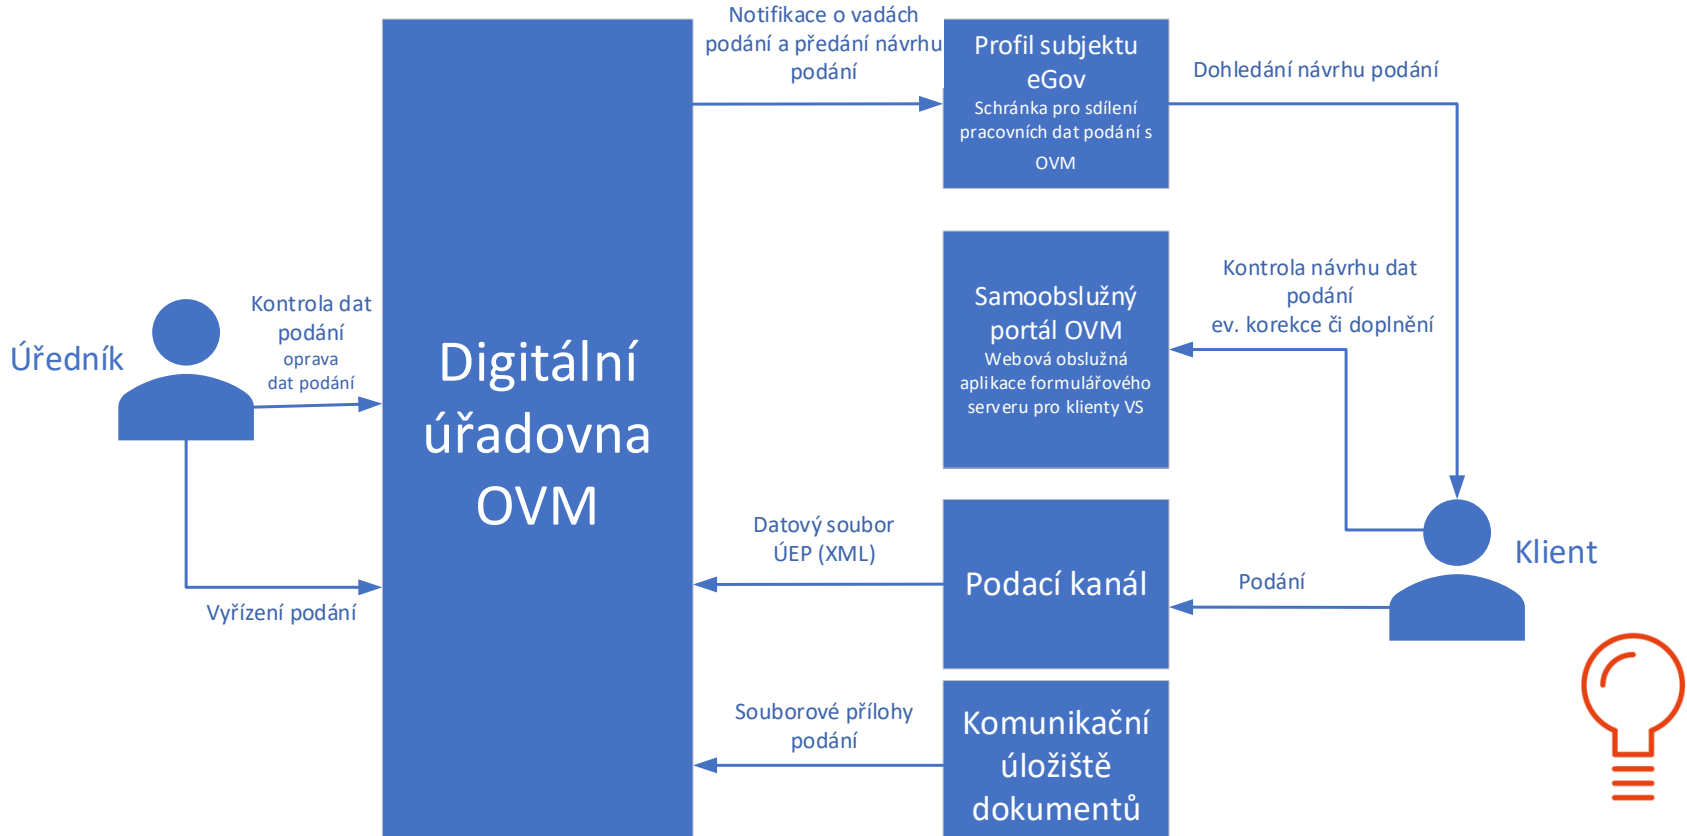 Notifikace o vadách
podání a předání návrhu
podání
Profil subjektu
eGov
Schránka pro sdílení
pracovních dat podání s
OVM
Dohledání návrhu podání
Úředník
Kontrola dat
podání
oprava
dat podání
Digitální
úřadovna
OVM
Samoobslužný
portál OVM
Webová obslužná
aplikace formulářového
serveru pro klienty VS
Kontrola návrhu dat
podání
ev. korekce či doplnění
Vyřízení podání
Datový soubor
ÚEP (XML)
Podací kanál
Podání
Klient
Souborové přílohy
podání
Komunikační
úložiště
dokumentů